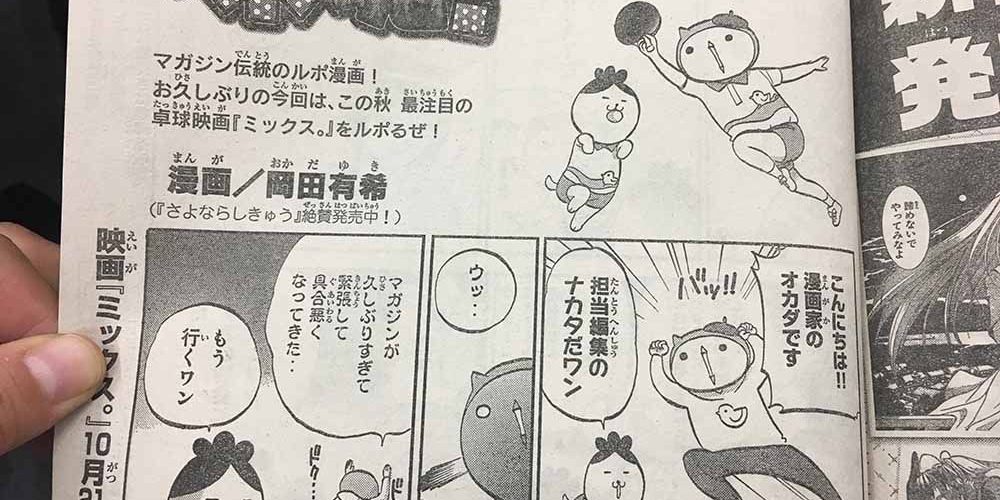 マガジン伝統のルポ漫画！
お久しぶりの今回は、この秋 最注目の
卓球映画『ミックス。』をルポるぜ！
漫画／岡田有希
(『さよならしきゅう』絶賛発売中！)
こんにちは!!
漫画家の
オカダです
バッ!!
担当編集の
ナカタだワン
ウッ‥
マガジンが
久しぶりすぎて
緊張して
具合悪く
なってきた‥
もう
行くワン
ドク‥‥
映画『ミックス。』10月21
発
諦めないで
やってみなよ